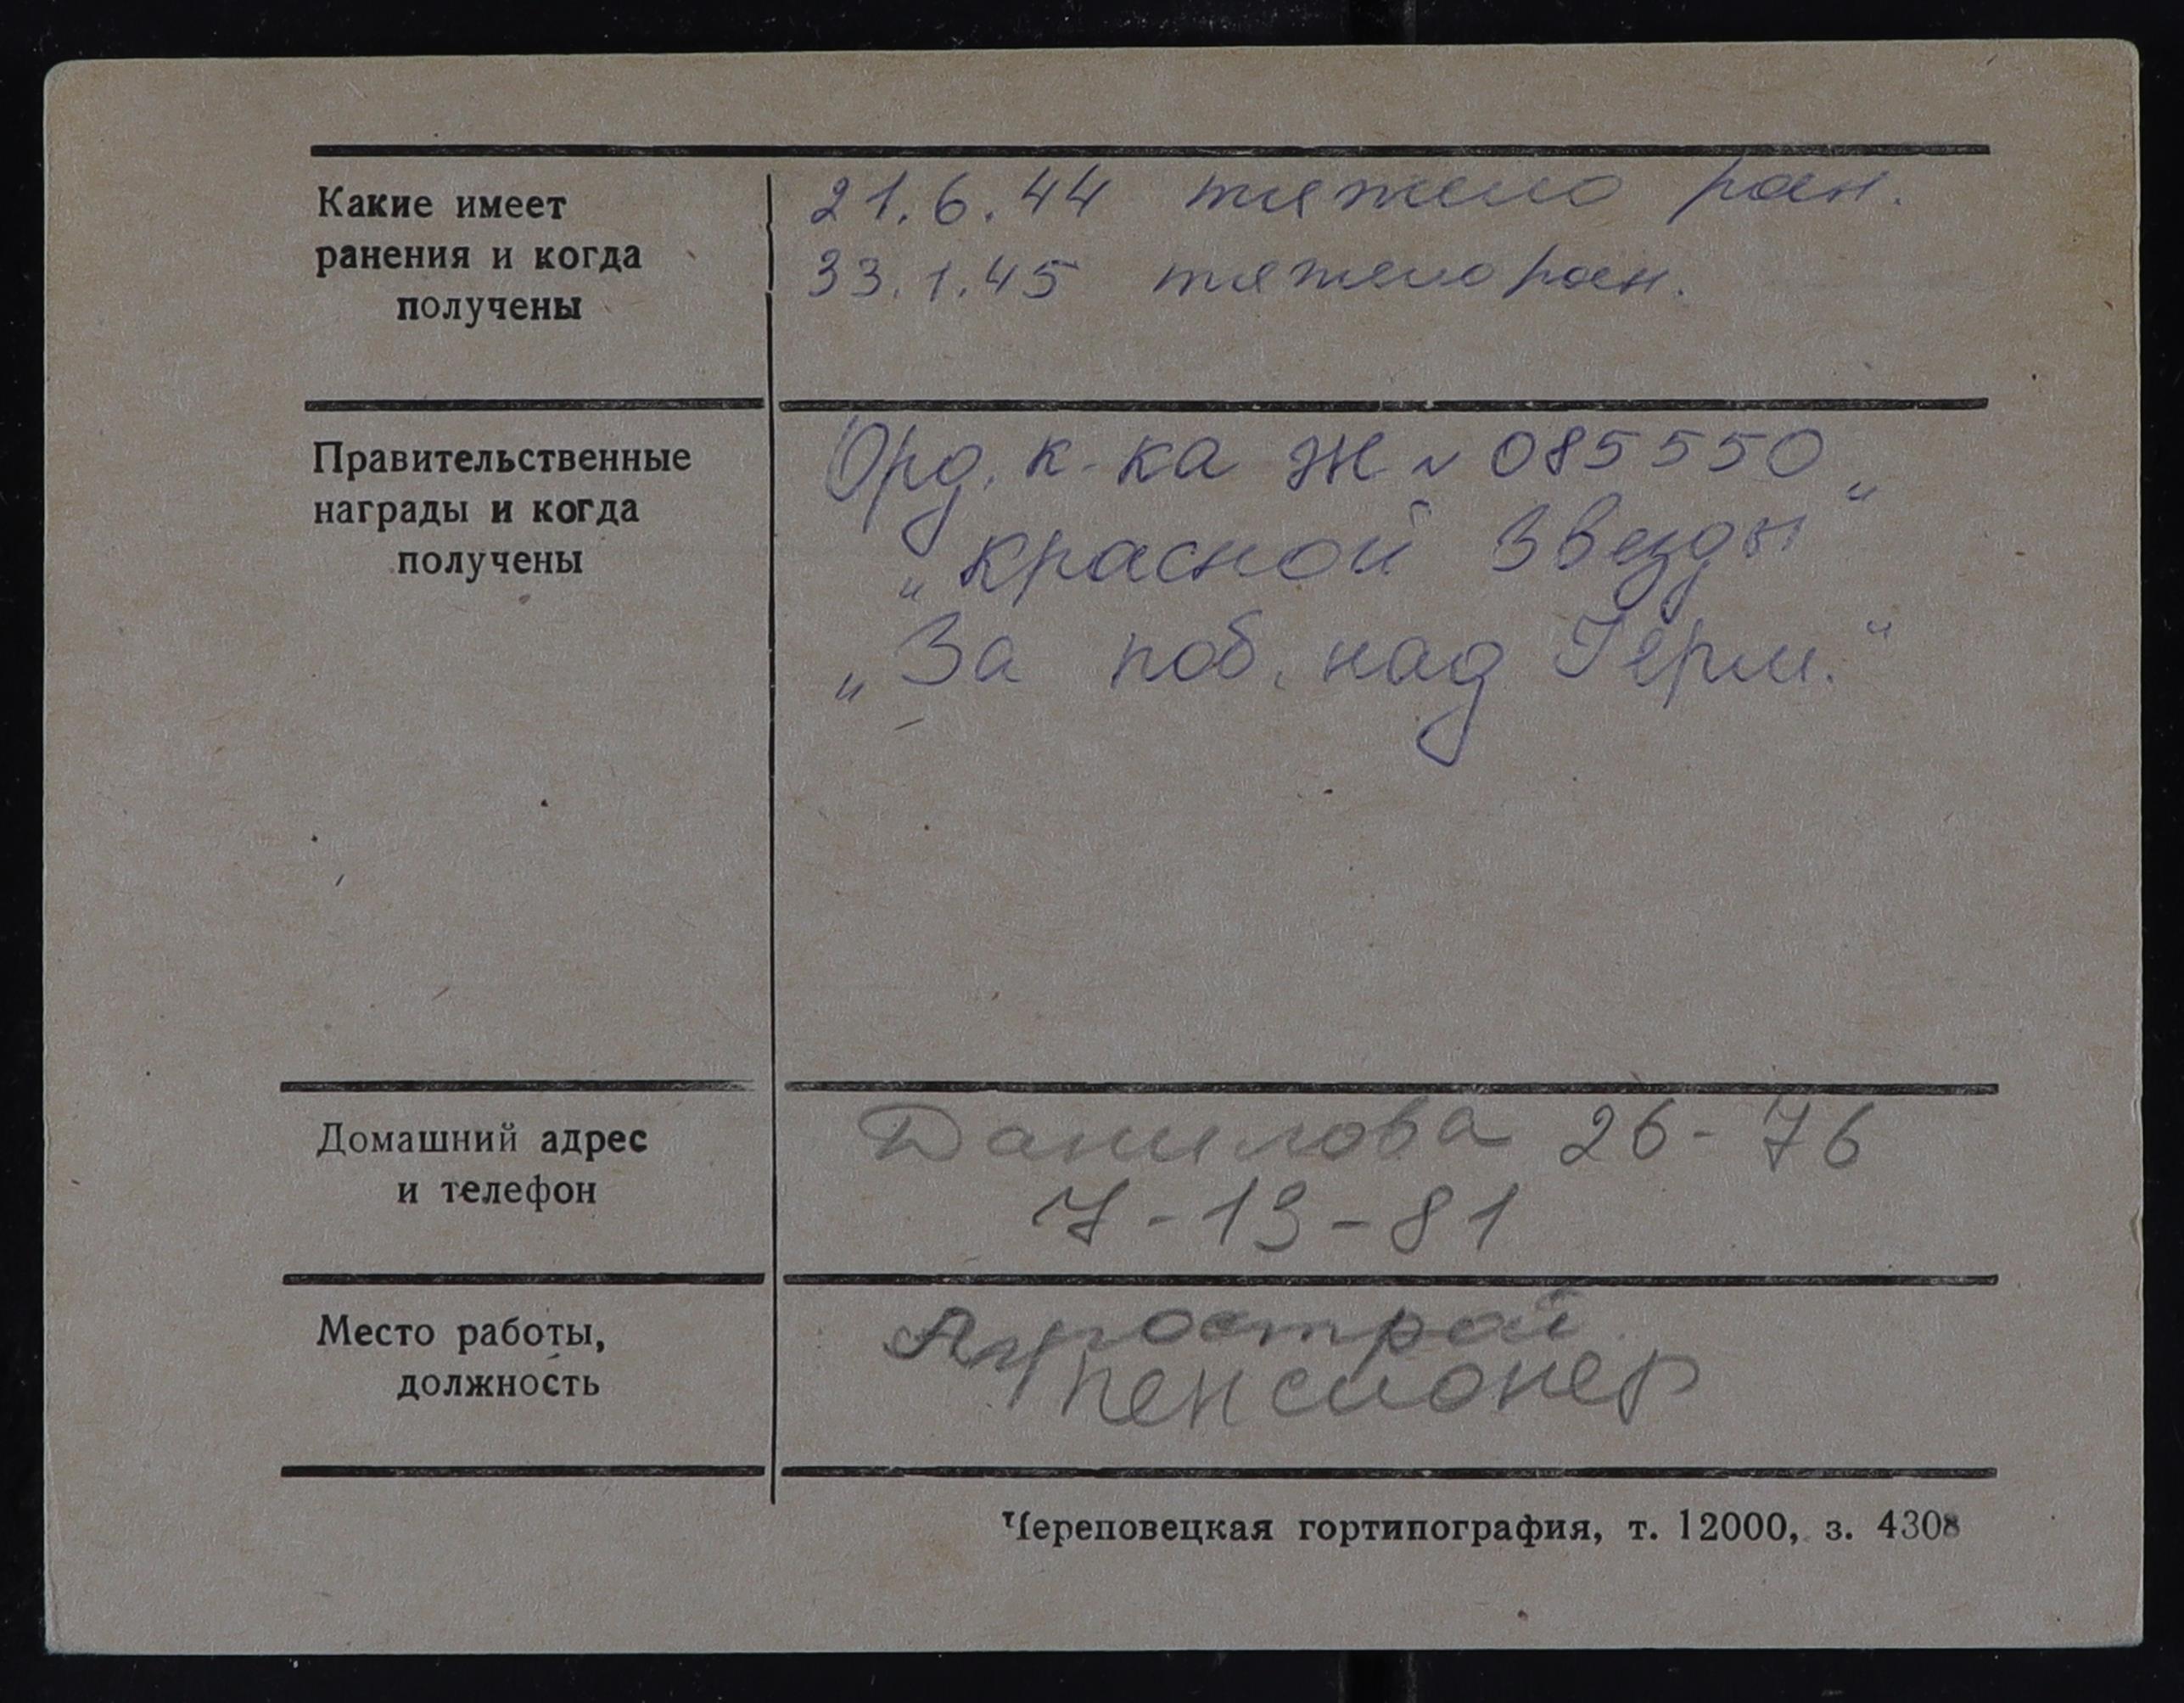 Какие имеет
ранения и когда
получены
21.6.44 тяжело ран.
33.1.45 тяжело ран.
Правительственные
награды и когда
получены
Орд. к-ка Ж № 085550
„Красной Звезды“
„За поб. над Герм.“
Домашний адрес
и телефон
Данилова 26-76
7-13-81
Место работы,
должность
Агрострой
пенсионер
Череповецкая гортипография, т. 12000, з. 4308